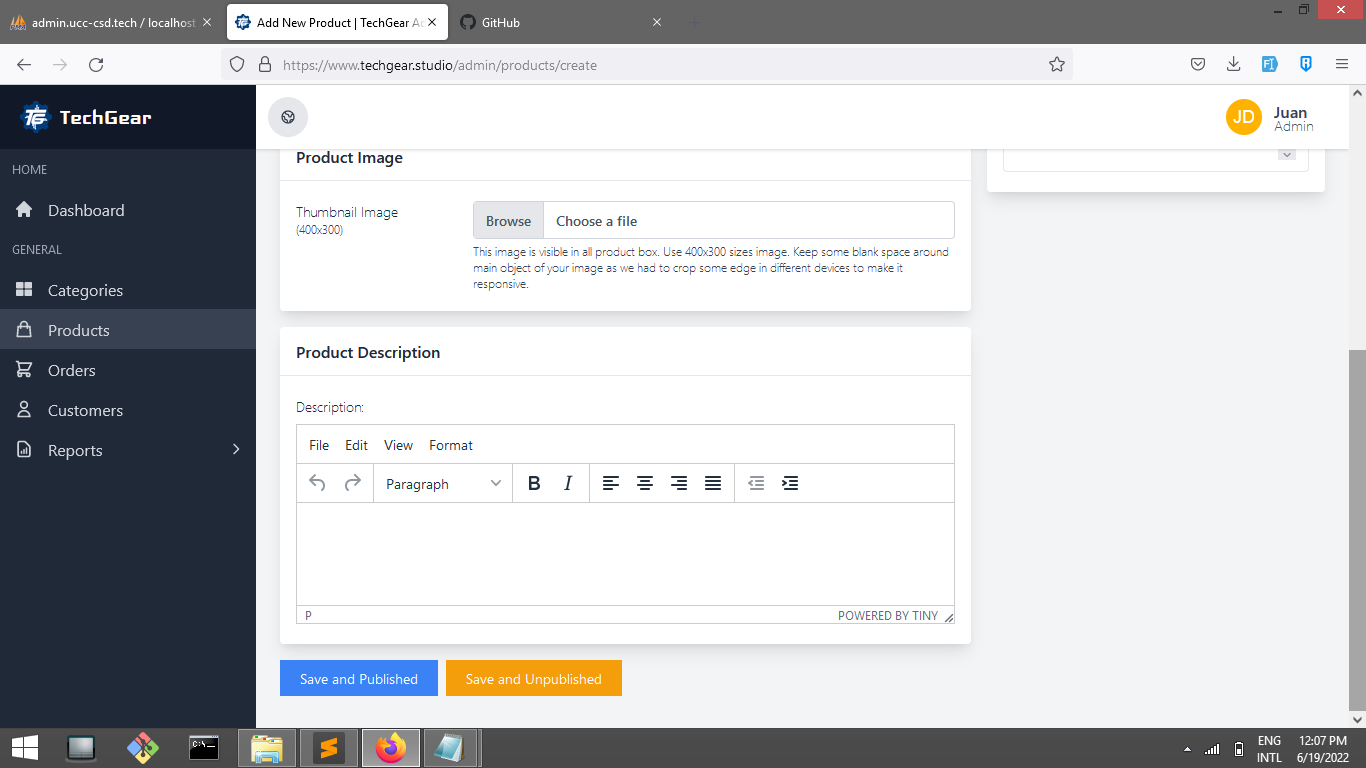 admin.ucc-csd.tech / localhost
Add New Product | TechGear Ad
GitHub
https://www.techgear.studio/admin/products/create
TechGear
JD
Juan
Admin
HOME
Dashboard
GENERAL
Categories
Products
Orders
Customers
Reports
Product Image
Thumbnail Image
(400x300)
Browse
Choose a file
This image is visible in all product box. Use 400x300 sizes image. Keep some blank space around
main object of your image as we had to crop some edge in different devices to make it
responsive.
Product Description
Description:
File Edit View Format
Paragraph
B I
P
POWERED BY TINY
Save and Published
Save and Unpublished
ENG
INTL
12:07 PM
6/19/2022